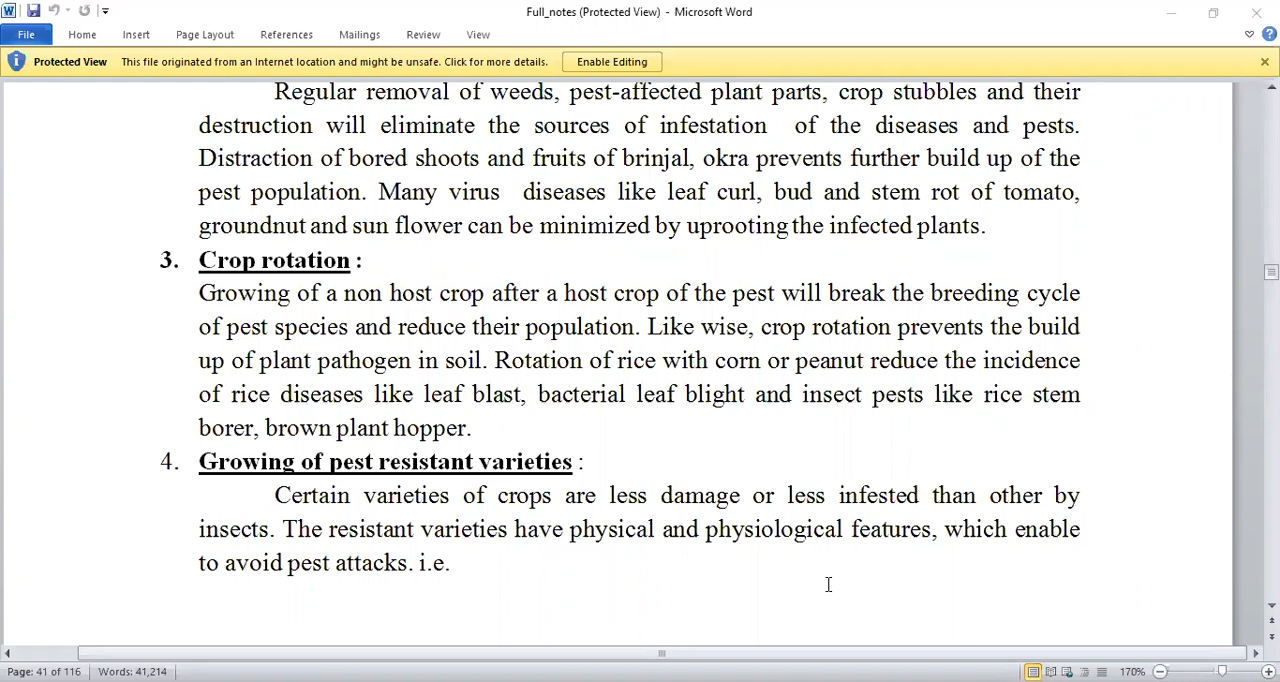 Full_notes (Protected View) - Microsoft Word
File Home Insert Page Layout References Mailings Review View
Protected View This file originated from an Internet location and might be unsafe. Click for more details. Enable Editing
Regular removal of weeds, pest-affected plant parts, crop stubbles and their
destruction will eliminate the sources of infestation of the diseases and pests.
Distraction of bored shoots and fruits of brinjal, okra prevents further build up of the
pest population. Many virus diseases like leaf curl, bud and stem rot of tomato,
groundnut and sun flower can be minimized by uprooting the infected plants.
3. Crop rotation :
Growing of a non host crop after a host crop of the pest will break the breeding cycle
of pest species and reduce their population. Like wise, crop rotation prevents the build
up of plant pathogen in soil. Rotation of rice with corn or peanut reduce the incidence
of rice diseases like leaf blast, bacterial leaf blight and insect pests like rice stem
borer, brown plant hopper.
4. Growing of pest resistant varieties :
Certain varieties of crops are less damage or less infested than other by
insects. The resistant varieties have physical and physiological features, which enable
to avoid pest attacks. i.e.
Page: 41 of 116 Words: 41,214 170%